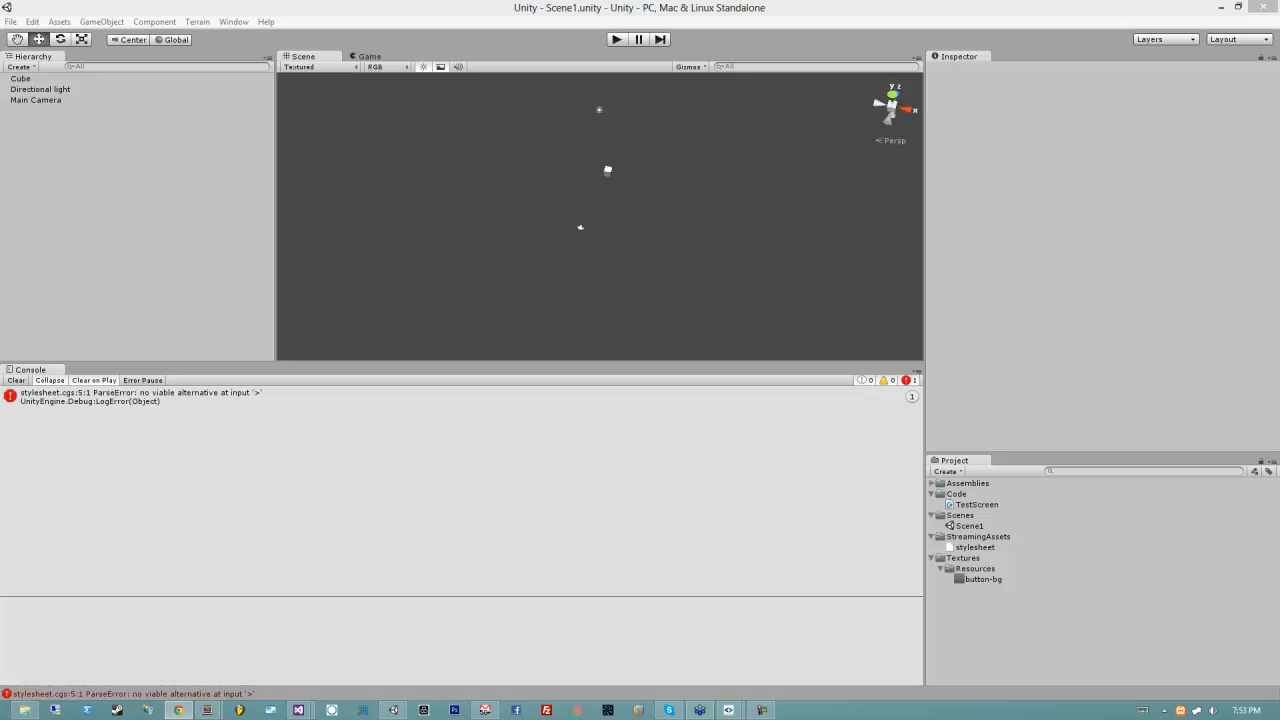 Unity - Scene1.unity - Unity - PC, Mac & Linux Standalone
File Edit Assets GameObject Component Terrain Window Help
Center Global Layers Layout
Hierarchy Scene Game Inspector
Create All Textured RGB Gizmos All
Cube
Directional light
Main Camera
y z
x
Persp
Console
Clear Collapse Clear on Play Error Pause 0 0 1
stylesheet.cgs:5:1 ParseError: no viable alternative at input '>'
UnityEngine.Debug:LogError(Object)
1
Project
Create
Assemblies
Code
TestScreen
Scenes
Scene1
StreamingAssets
stylesheet
Textures
Resources
button-bg
stylesheet.cgs:5:1 ParseError: no viable alternative at input '>'
7:53 PM